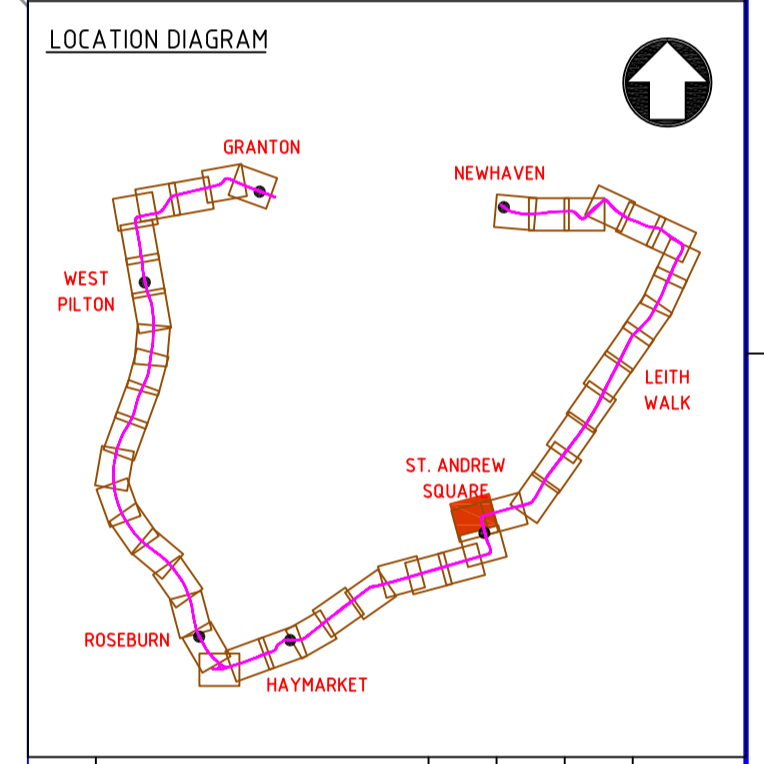 LOCATION DIAGRAM
GRANTON
NEWHAVEN
WEST
PILTON
LEITH
WALK
ST. ANDREW
SQUARE
ROSEBURN
HAYMARKET